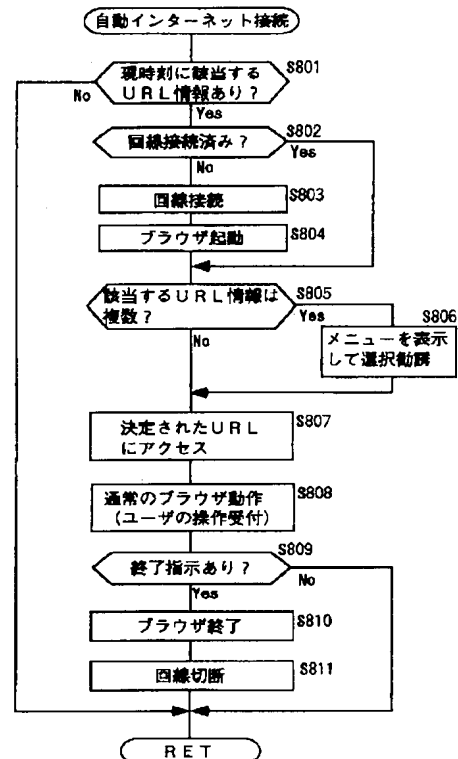 自動インターネット接続
現時刻に該当する
URL情報あり?
S801
No
Yes
回線接続済み?
S802
Yes
No
回線接続
S803
ブラウザ起動
S804
該当するURL情報は
複数?
S805
Yes
No
S806
メニューを表示
して選択勧誘
決定されたURL
にアクセス
S807
通常のブラウザ動作
(ユーザの操作受付)
S808
終了指示あり?
S809
No
Yes
ブラウザ終了
S810
回線切断
S811
RET